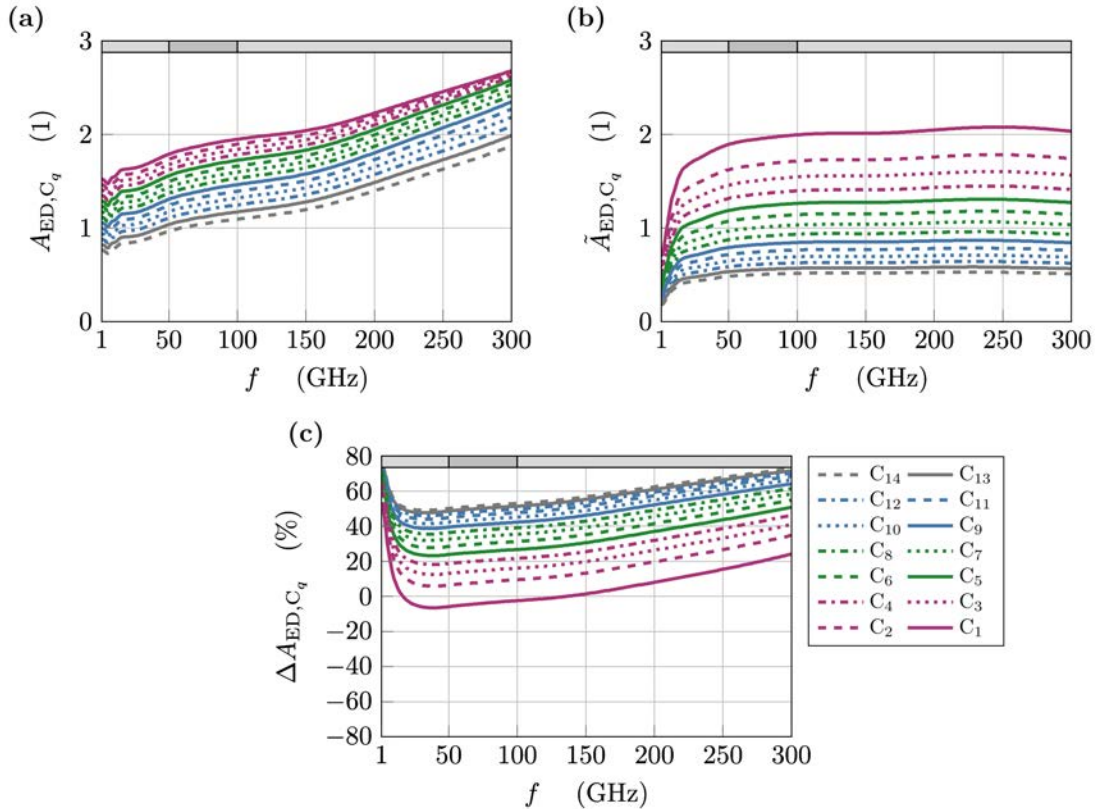 (a)
3
2
1
0
A_ED,C_q (1)
1 50 100 150 200 250 300
f (GHz)
(b)
3
2
1
0
Ã_ED,C_q (1)
1 50 100 150 200 250 300
f (GHz)
(c)
80
60
40
20
0
−20
−40
−60
−80
ΔA_ED,C_q (%)
1 50 100 150 200 250 300
f (GHz)
C₁₄ C₁₃
C₁₂ C₁₁
C₁₀ C₉
C₈ C₇
C₆ C₅
C₄ C₃
C₂ C₁